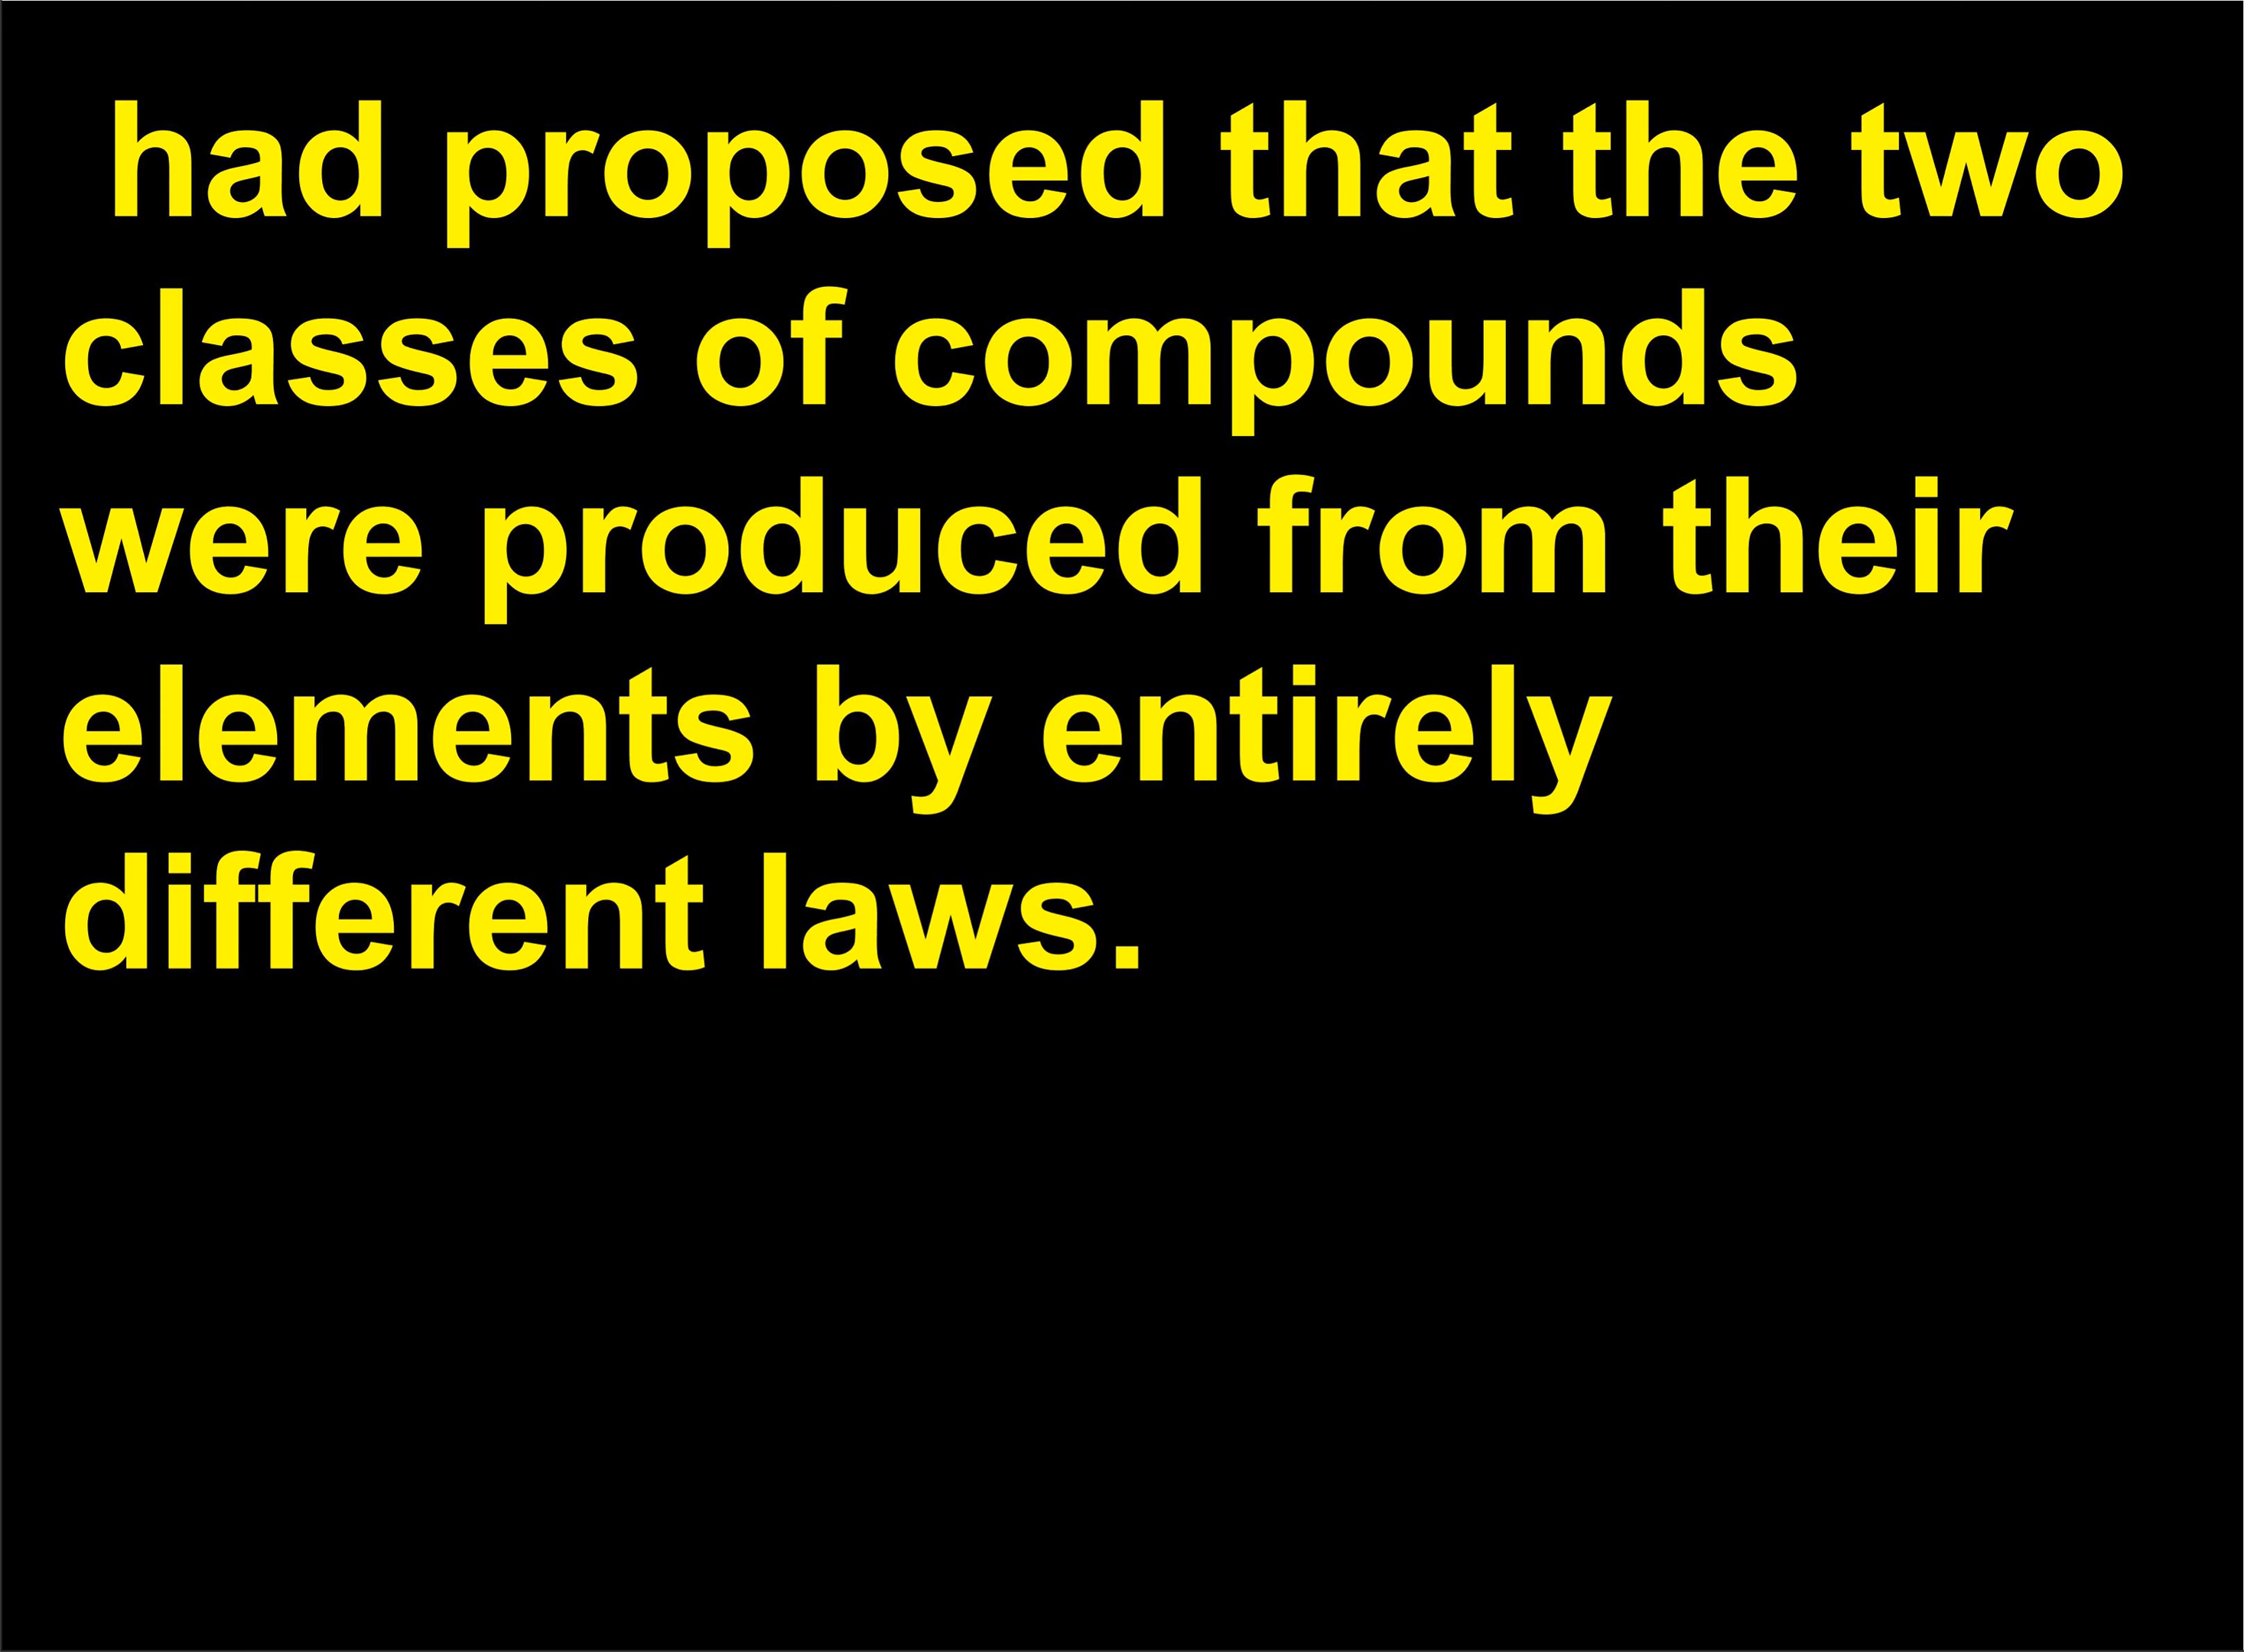 had proposed that the two
classes of compounds
were produced from their
elements by entirely
different laws.